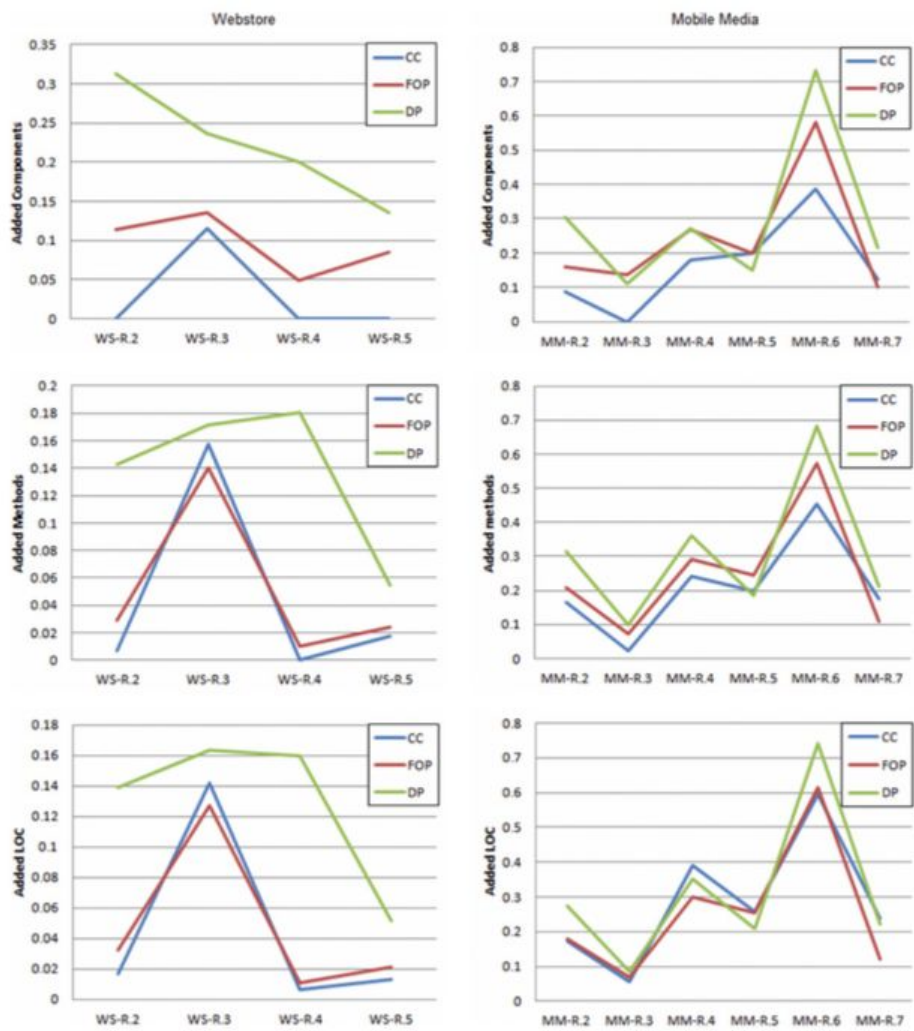 Webstore
Added Components
0.35
0.3
0.25
0.2
0.15
0.1
0.05
0
CC
FOP
DP
WS-R.2 WS-R.3 WS-R.4 WS-R.5
Mobile Media
Added Components
0.8
0.7
0.6
0.5
0.4
0.3
0.2
0.1
0
CC
FOP
DP
MM-R.2 MM-R.3 MM-R.4 MM-R.5 MM-R.6 MM-R.7
Added Methods
0.2
0.18
0.16
0.14
0.12
0.1
0.08
0.06
0.04
0.02
0
CC
FOP
DP
WS-R.2 WS-R.3 WS-R.4 WS-R.5
Added methods
0.8
0.7
0.6
0.5
0.4
0.3
0.2
0.1
0
CC
FOP
DP
MM-R.2 MM-R.3 MM-R.4 MM-R.5 MM-R.6 MM-R.7
Added LOC
0.18
0.16
0.14
0.12
0.1
0.08
0.06
0.04
0.02
0
CC
FOP
DP
WS-R.2 WS-R.3 WS-R.4 WS-R.5
Added LOC
0.8
0.7
0.6
0.5
0.4
0.3
0.2
0.1
0
CC
FOP
DP
MM-R.2 MM-R.3 MM-R.4 MM-R.5 MM-R.6 MM-R.7